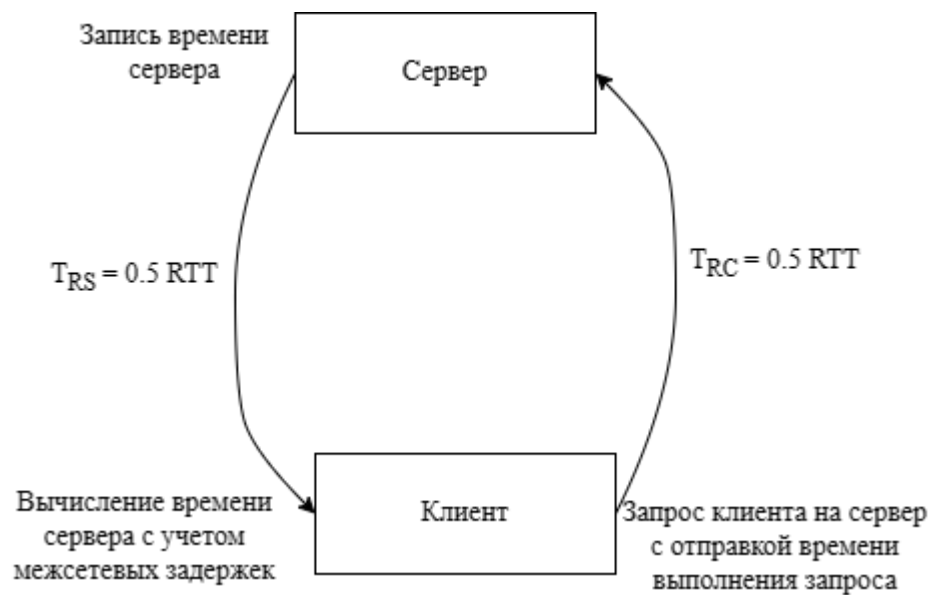 Запись времени
сервера
Сервер
T_RS = 0.5 RTT
T_RC = 0.5 RTT
Вычисление времени
сервера с учетом
межсетевых задержек
Клиент
Запрос клиента на сервер
с отправкой времени
выполнения запроса